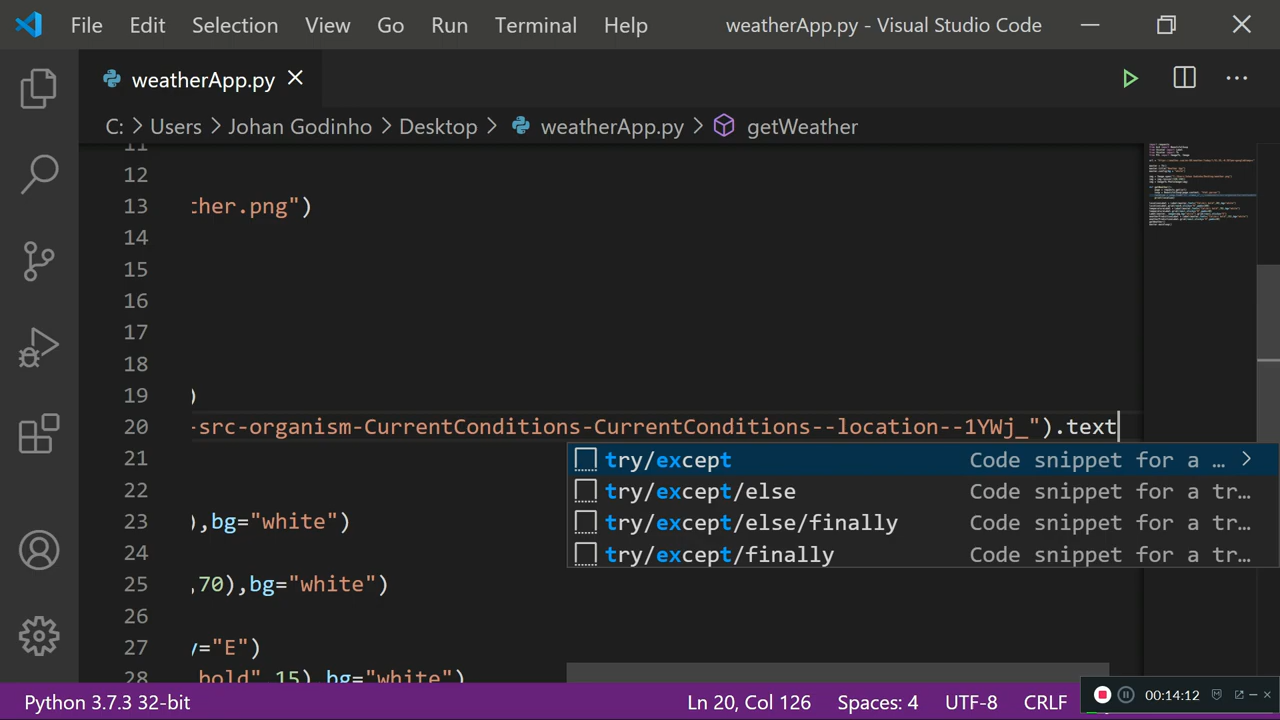 File Edit Selection View Go Run Terminal Help weatherApp.py - Visual Studio Code
weatherApp.py
C: > Users > Johan Godinho > Desktop > weatherApp.py > getWeather
11
12
13 ther.png")
14
15
16
17
18
19 )
20 -src-organism-CurrentConditions-CurrentConditions--location--1YWj_").text
21 try/except Code snippet for a …
22 try/except/else Code snippet for a tr…
23 ),bg="white") try/except/else/finally Code snippet for a tr…
24 try/except/finally Code snippet for a tr…
25 ,70),bg="white")
26
27 y="E")
28 bold",15),bg="white")
Python 3.7.3 32-bit Ln 20, Col 126 Spaces: 4 UTF-8 CRLF 00:14:12